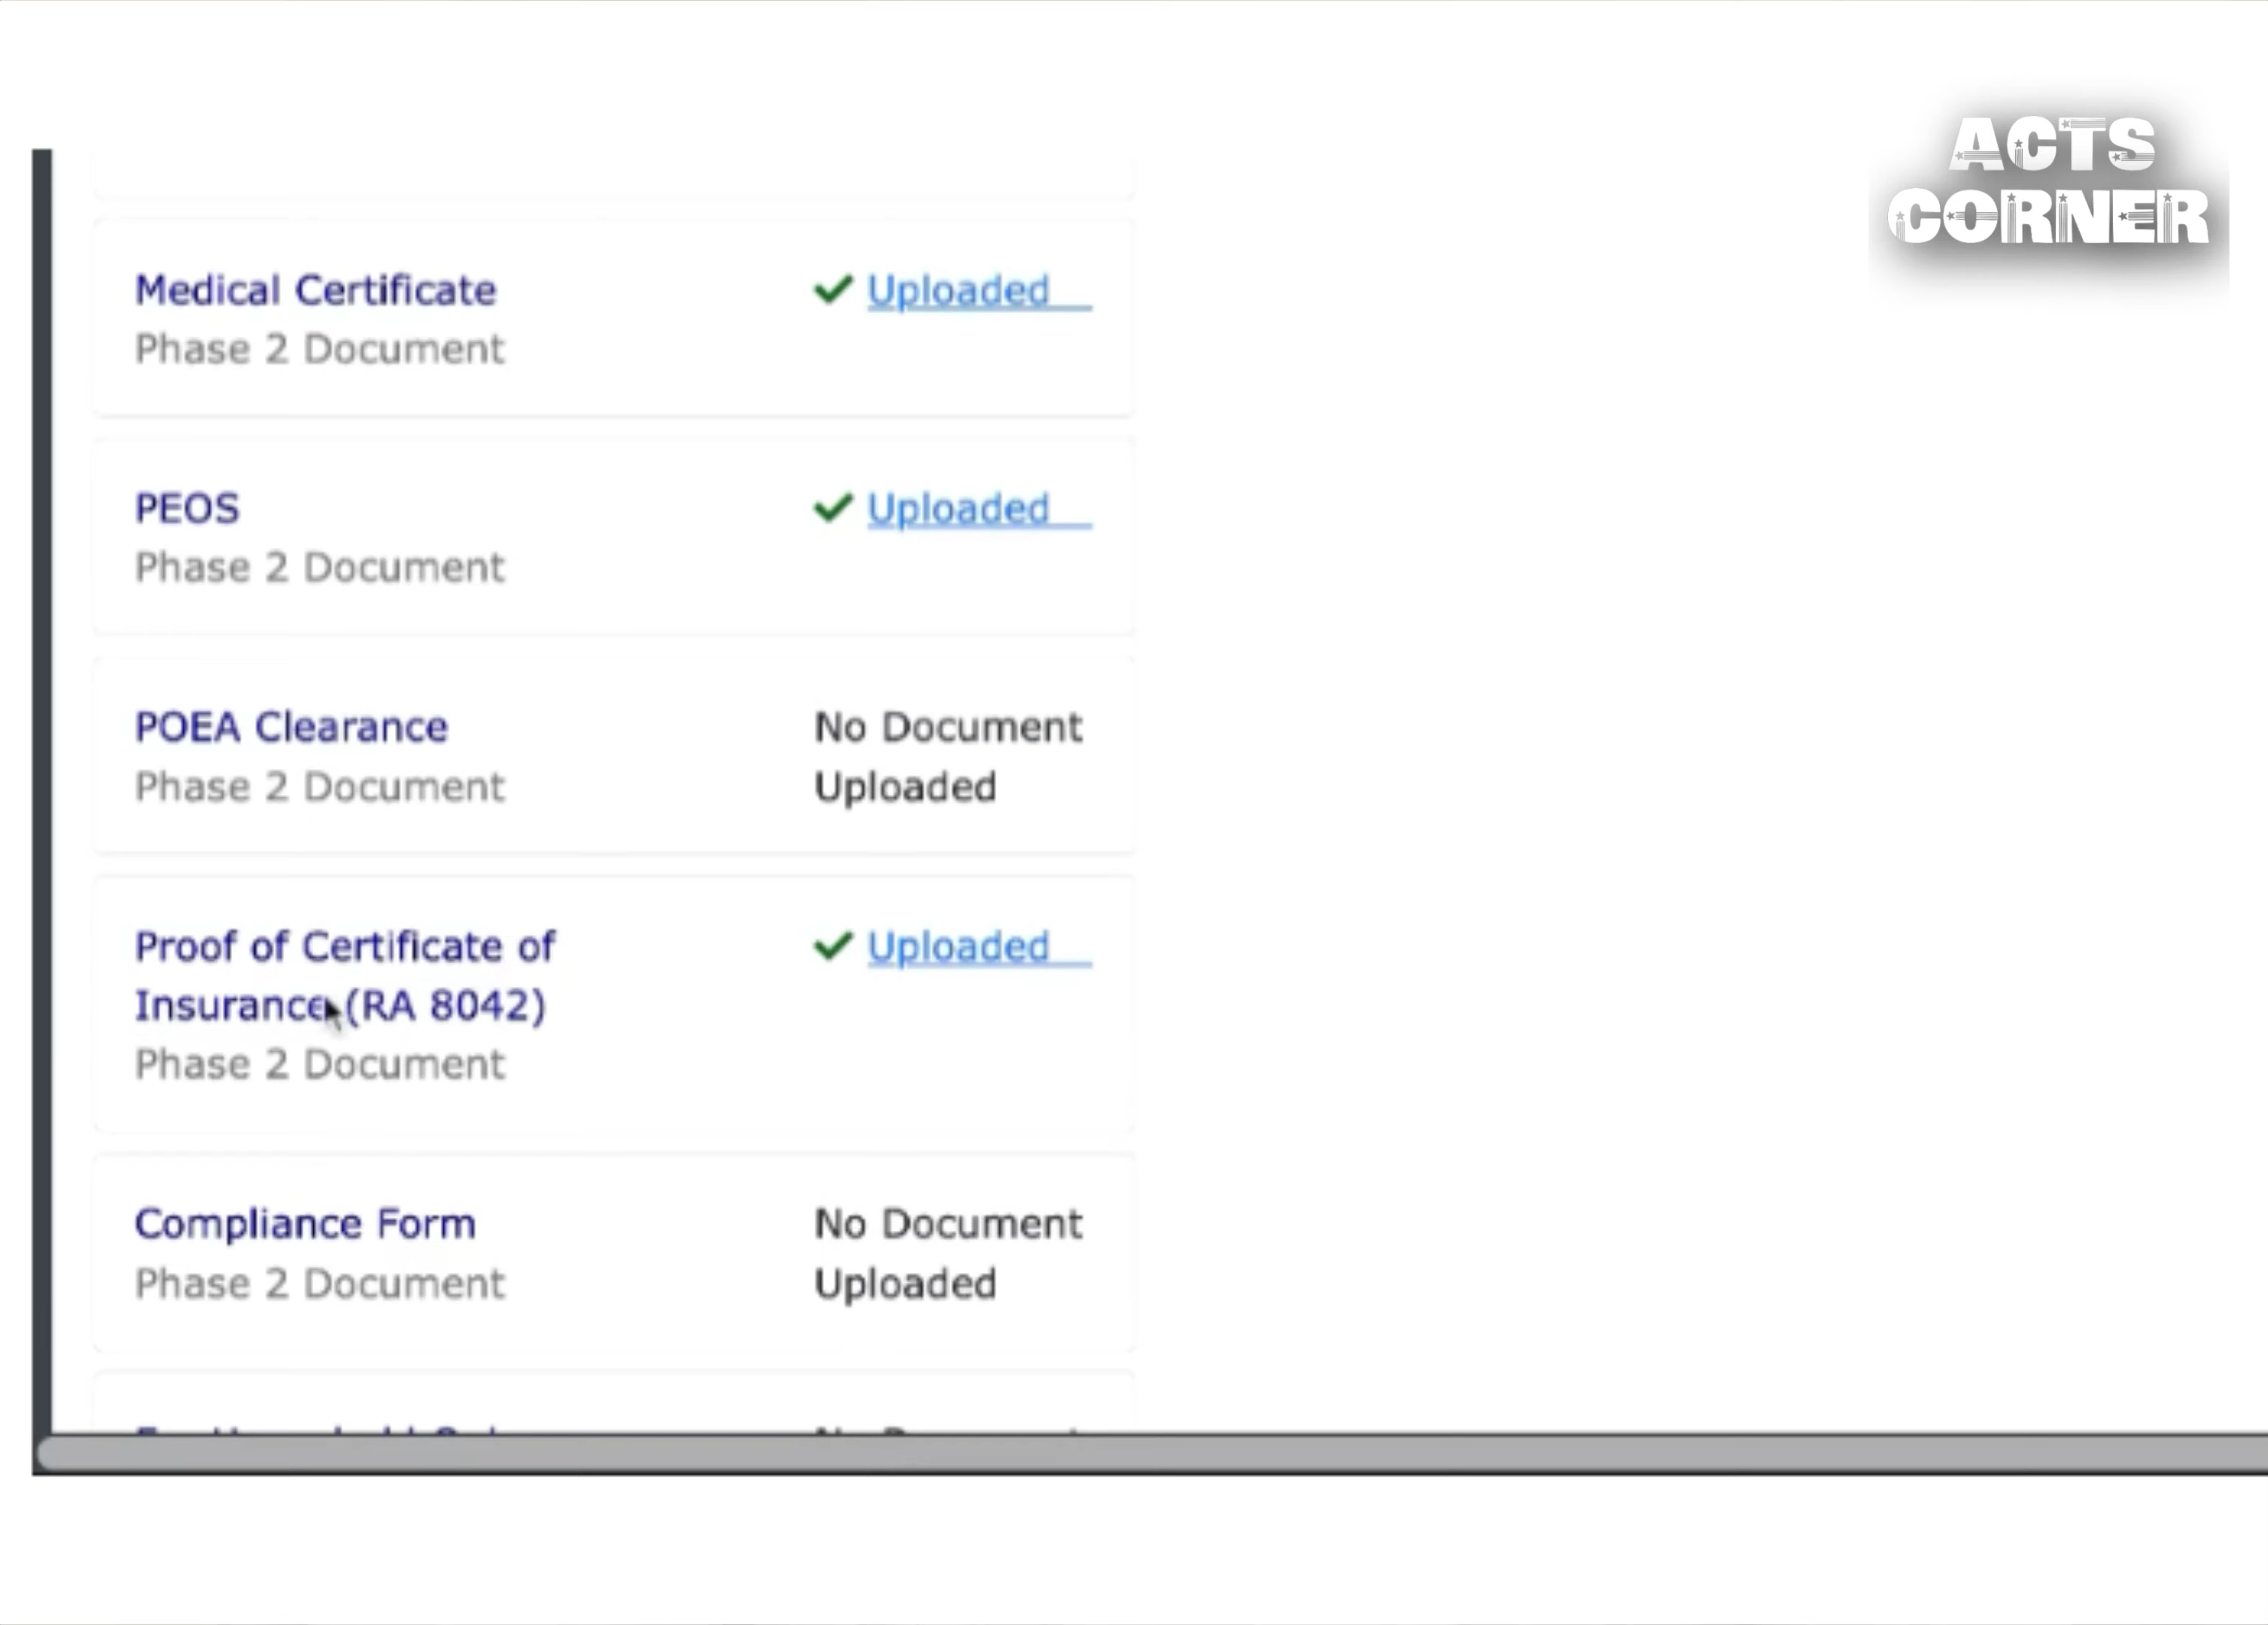 ACTS
CORNER
Medical Certificate
Uploaded
Phase 2 Document
PEOS
Uploaded
Phase 2 Document
POEA Clearance
No Document
Phase 2 Document
Uploaded
Proof of Certificate of
Uploaded
Insurance (RA 8042)
Phase 2 Document
Compliance Form
No Document
Phase 2 Document
Uploaded